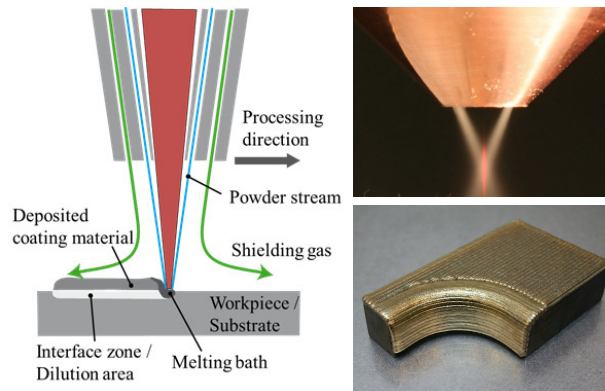 Processing
direction
Powder stream
Deposited
coating material
Shielding gas
Workpiece /
Substrate
Interface zone /
Dilution area
Melting bath